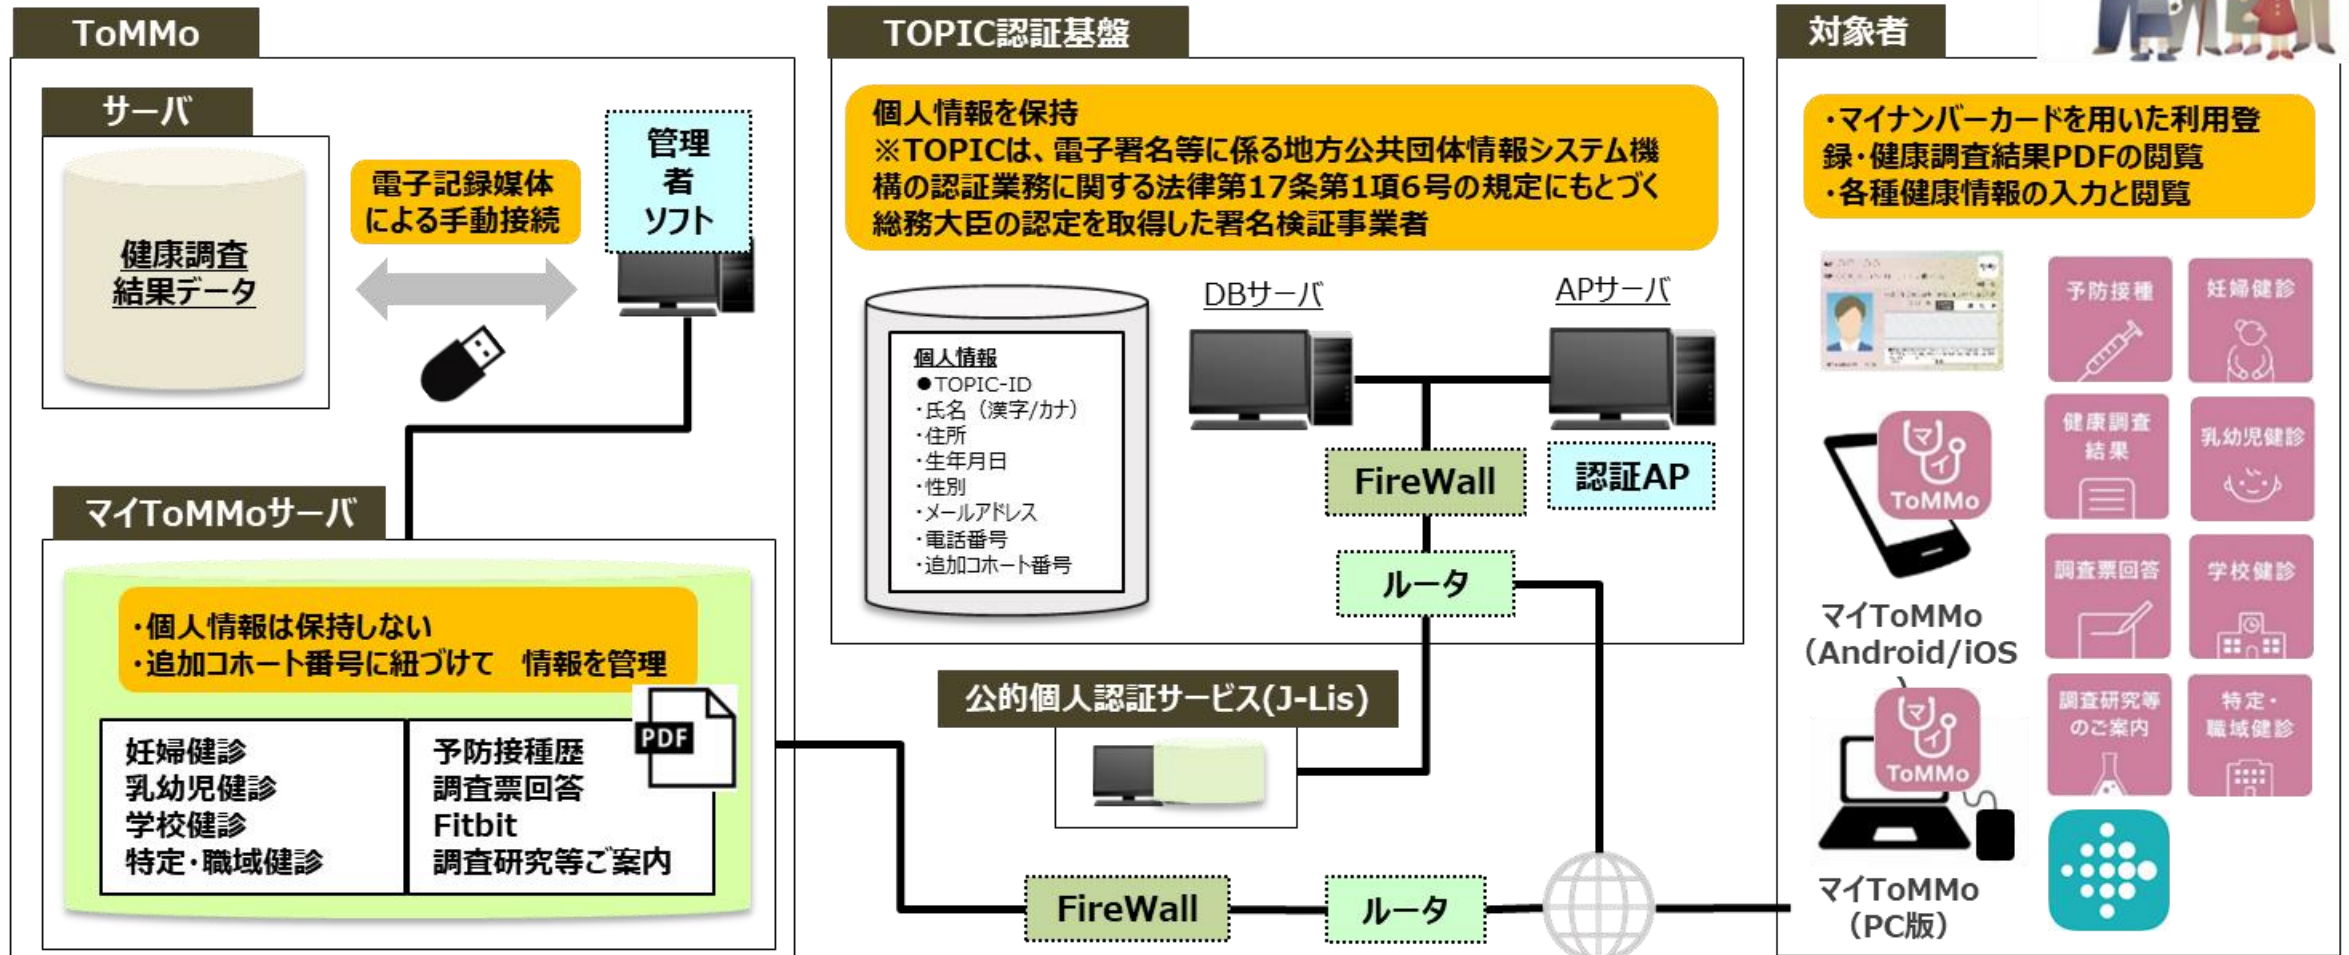 ToMMo
サーバ
健康調査
結果データ
電子記録媒体
による手動接続
管理
者
ソフト
マイToMMoサーバ
・個人情報は保持しない
・追加コホート番号に紐づけて　情報を管理
PDF
妊婦健診
乳幼児健診
学校健診
特定・職域健診
予防接種歴
調査票回答
Fitbit
調査研究等ご案内
TOPIC認証基盤
個人情報を保持
※TOPICは、電子署名等に係る地方公共団体情報システム機
構の認証業務に関する法律第17条第1項6号の規定にもとづく
総務大臣の認定を取得した署名検証事業者
個人情報
●TOPIC-ID
・氏名（漢字/カナ）
・住所
・生年月日
・性別
・メールアドレス
・電話番号
・追加コホート番号
DBサーバ
APサーバ
FireWall
認証AP
ルータ
公的個人認証サービス(J-Lis)
FireWall
ルータ
対象者
・マイナンバーカードを用いた利用登
録・健康調査結果PDFの閲覧
・各種健康情報の入力と閲覧
マイ
ToMMo
マイToMMo
（Android/iOS
）
マイ
ToMMo
マイToMMo
（PC版）
予防接種
妊婦健診
健康調査
結果
乳幼児健診
調査票回答
学校健診
調査研究等
のご案内
特定・
職域健診